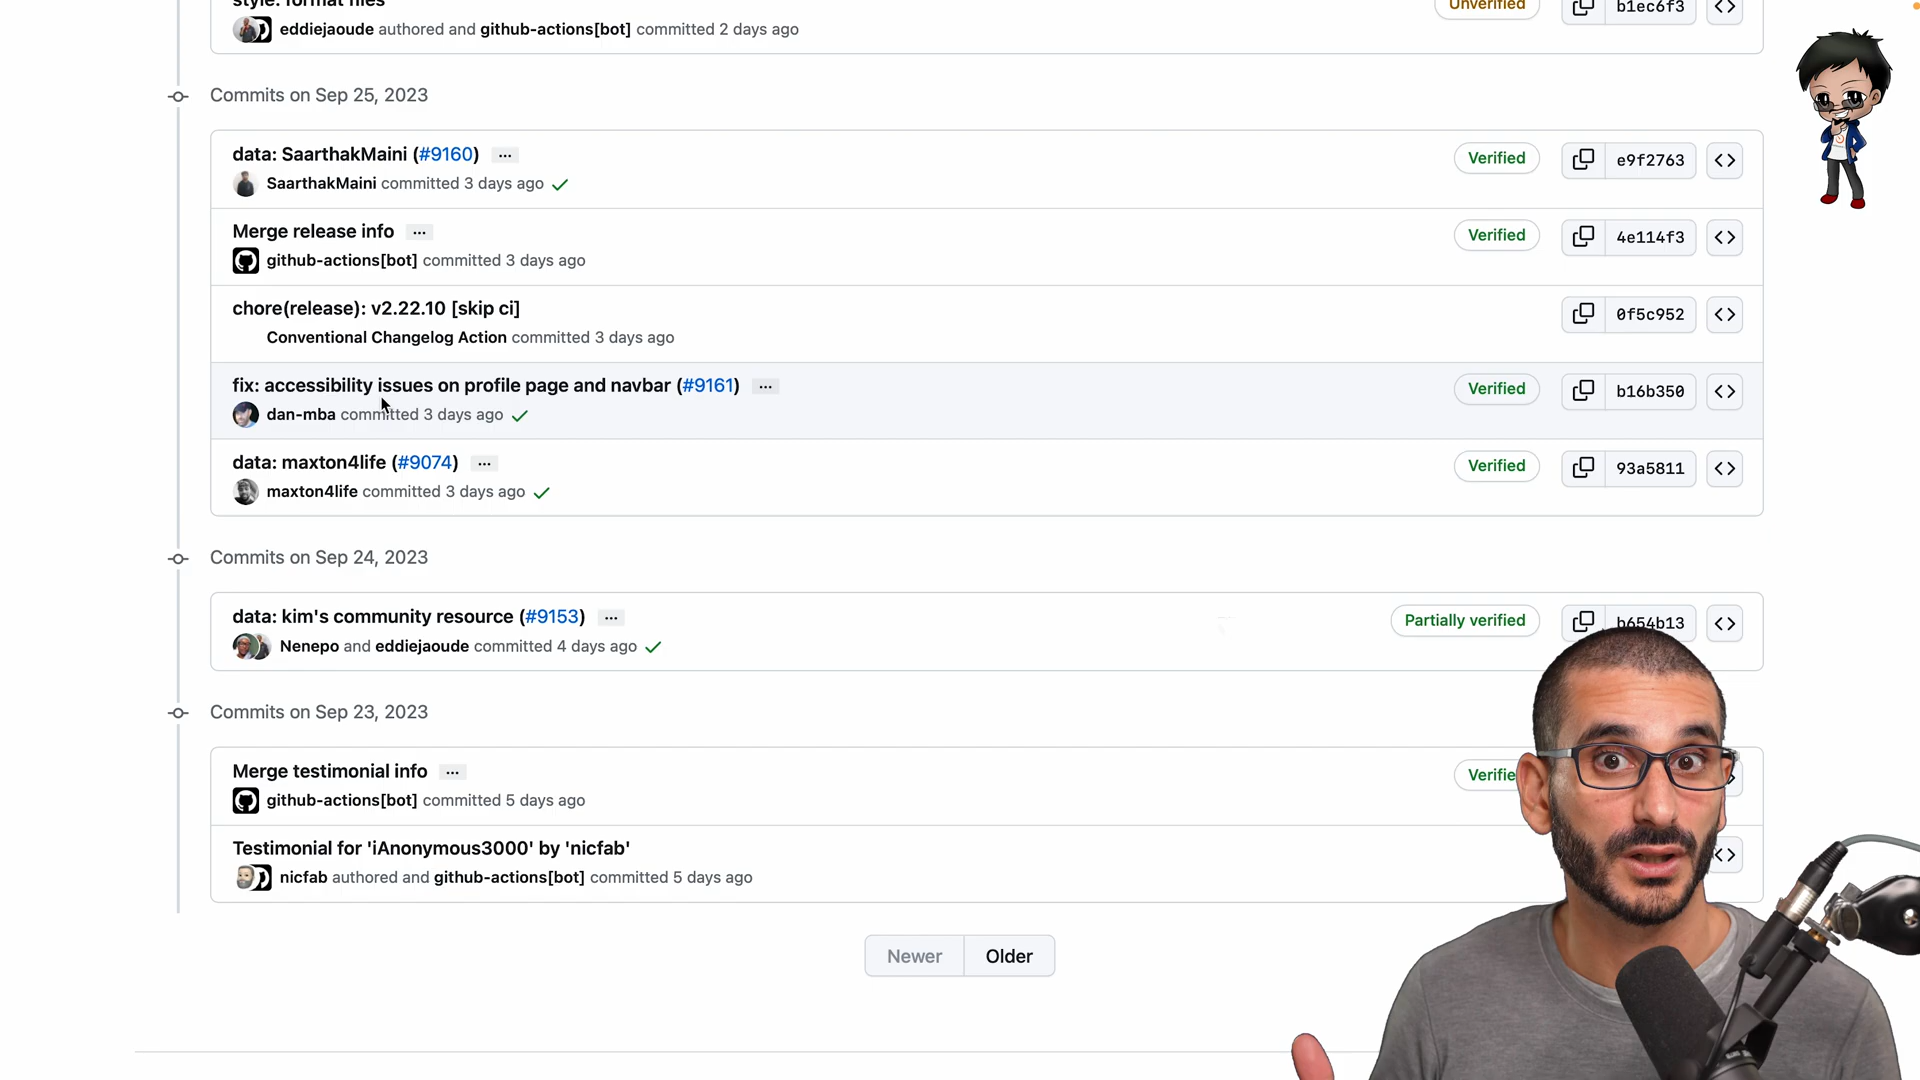 style: format files
Unverified
b1ec6f3
eddiejaoude authored and github-actions[bot] committed 2 days ago
Commits on Sep 25, 2023
data: SaarthakMaini (#9160) ...
Verified
e9f2763
SaarthakMaini committed 3 days ago
Merge release info ...
Verified
4e114f3
github-actions[bot] committed 3 days ago
chore(release): v2.22.10 [skip ci]
0f5c952
Conventional Changelog Action committed 3 days ago
fix: accessibility issues on profile page and navbar (#9161) ...
Verified
b16b350
dan-mba committed 3 days ago
data: maxton4life (#9074) ...
Verified
93a5811
maxton4life committed 3 days ago
Commits on Sep 24, 2023
data: kim's community resource (#9153) ...
Partially verified
b654b13
Nenepo and eddiejaoude committed 4 days ago
Commits on Sep 23, 2023
Merge testimonial info ...
Verifie
github-actions[bot] committed 5 days ago
Testimonial for 'iAnonymous3000' by 'nicfab'
nicfab authored and github-actions[bot] committed 5 days ago
Newer
Older